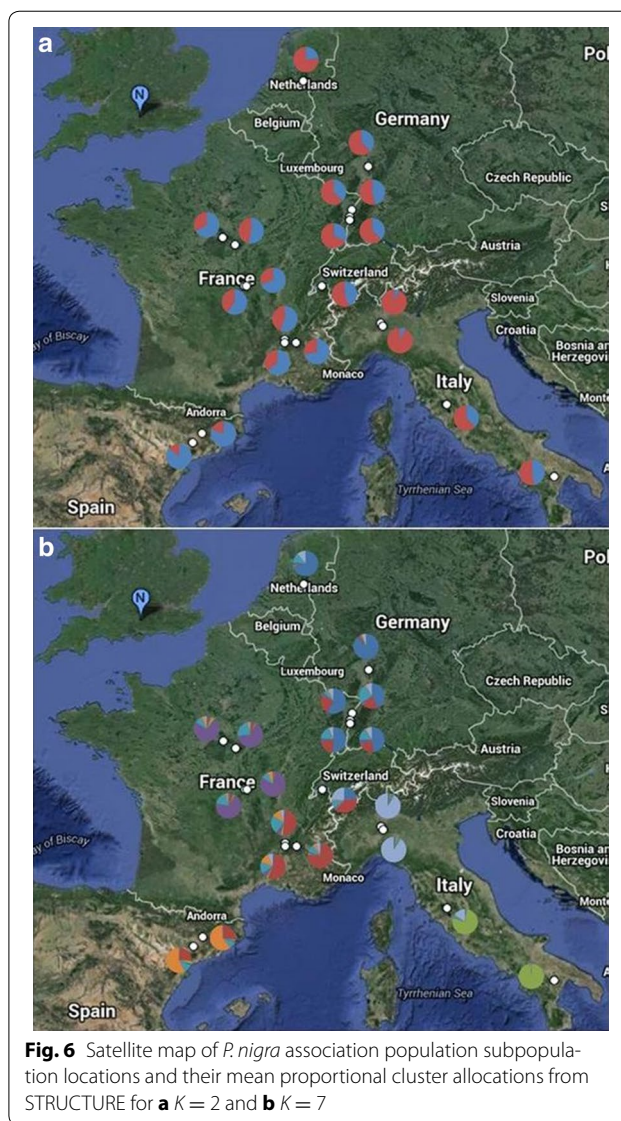 a
Pol
Netherlands
N
Belgium
Germany
Luxembourg
Czech Republic
S
France
Austria
Switzerland
Slovenia
Croatia
ay of Biscay
Bosnia an
Herzegovi
Monaco
Italy
Mont
Andorra
Spain
Tyrrhenian Sea
A
b
Pol
Netherlands
N
Belgium
Germany
Luxembourg
Czech Republic
S
France
Austria
Switzerland
Slovenia
Croatia
ay of Biscay
Bosnia an
Herzegovi
Monaco
Italy
Monte
Andorra
Spain
Tyrrhenian Sea
A
Fig. 6 Satellite map of P. nigra association population subpopula-
tion locations and their mean proportional cluster allocations from
STRUCTURE for a K = 2 and b K = 7